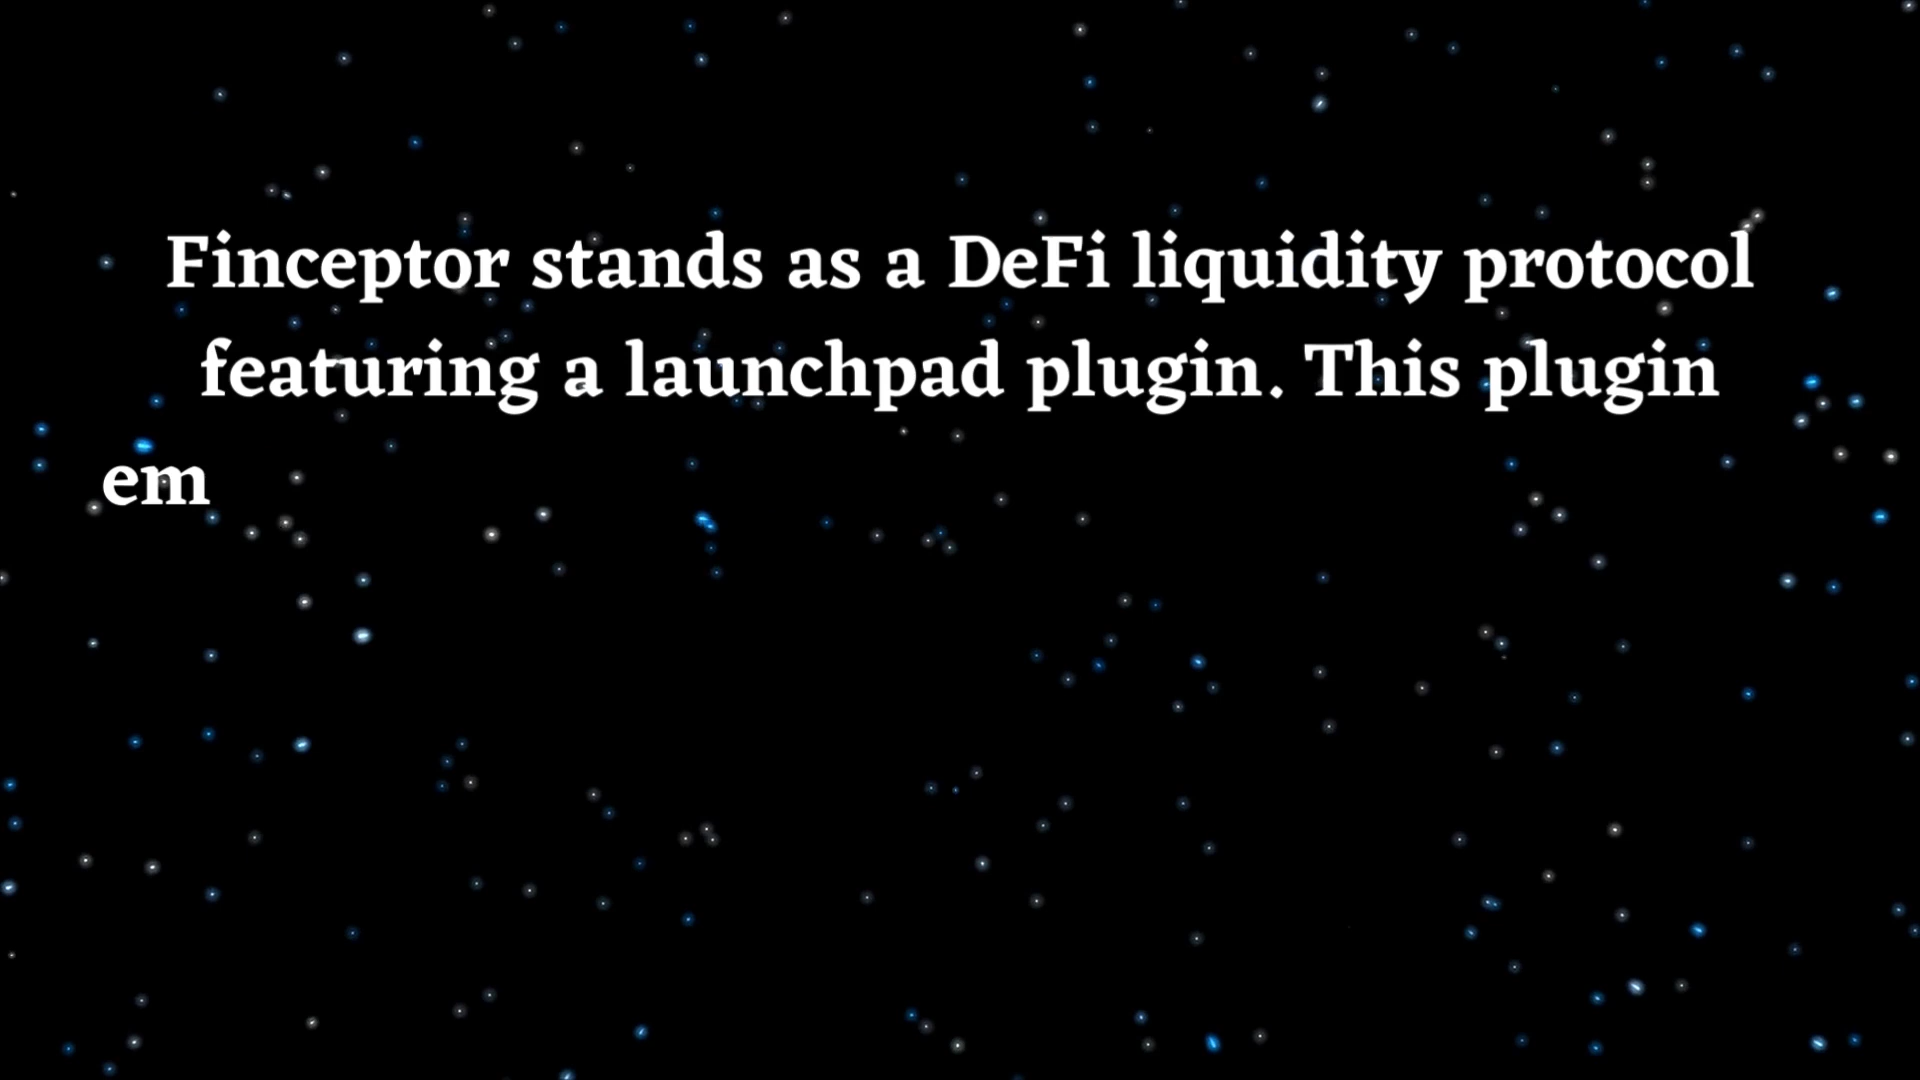 Finceptor stands as a DeFi liquidity protocol
featuring a launchpad plugin. This plugin
em